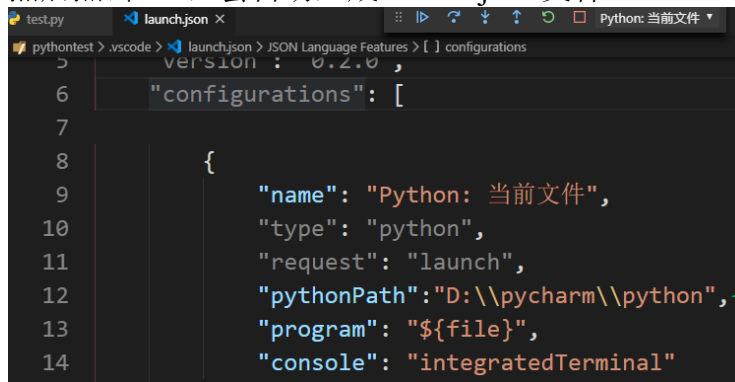 test.py launch.json × Python: 当前文件
pythontest > .vscode > launch.json > JSON Language Features > [ ] configurations
5 "version": "0.2.0",
6 "configurations": [
7
8 {
9 "name": "Python: 当前文件",
10 "type": "python",
11 "request": "launch",
12 "pythonPath":"D:\\pycharm\\python",
13 "program": "${file}",
14 "console": "integratedTerminal"